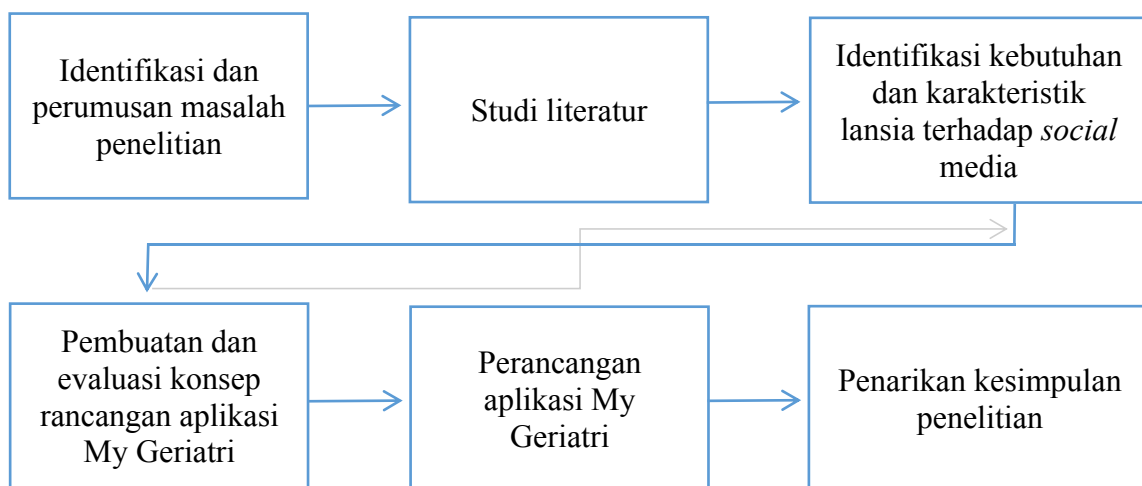 Identifikasi dan
perumusan masalah
penelitian
Studi literatur
Identifikasi kebutuhan
dan karakteristik
lansia terhadap social
media
Pembuatan dan
evaluasi konsep
rancangan aplikasi
My Geriatri
Perancangan
aplikasi My
Geriatri
Penarikan kesimpulan
penelitian